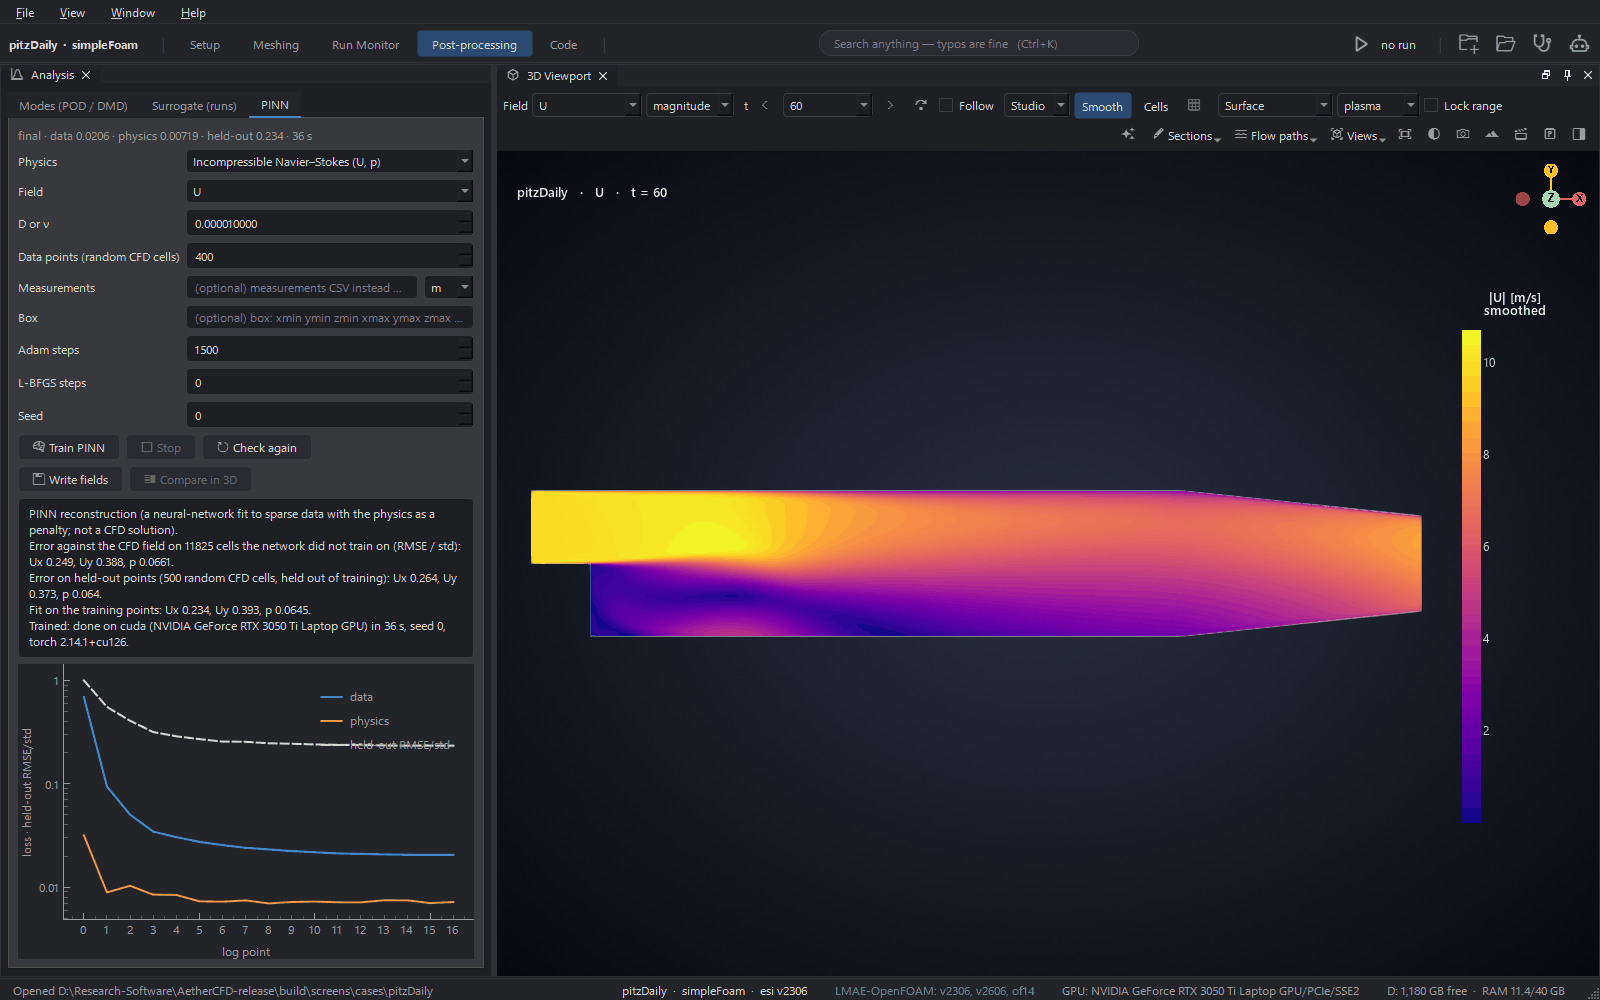 File View Window Help
pitzDaily · simpleFoam Setup Meshing Run Monitor Post-processing Code Search anything — typos are fine (Ctrl+K) no run
Analysis
3D Viewport
Modes (POD / DMD) Surrogate (runs) PINN
Field U magnitude t 60 Follow Studio Smooth Cells Surface plasma Lock range
Sections Flow paths Views
final · data 0.0206 · physics 0.00719 · held-out 0.234 · 36 s
Physics Incompressible Navier–Stokes (U, p)
Field U
D or ν 0.000010000
Data points (random CFD cells) 400
Measurements (optional) measurements CSV instead ... m
Box (optional) box: xmin ymin zmin xmax ymax zmax ...
Adam steps 1500
L-BFGS steps 0
Seed 0
Train PINN Stop Check again
Write fields Compare in 3D
PINN reconstruction (a neural-network fit to sparse data with the physics as a
penalty; not a CFD solution).
Error against the CFD field on 11825 cells the network did not train on (RMSE / std):
Ux 0.249, Uy 0.388, p 0.0661.
Error on held-out points (500 random CFD cells, held out of training): Ux 0.264, Uy
0.373, p 0.064.
Fit on the training points: Ux 0.234, Uy 0.393, p 0.0645.
Trained: done on cuda (NVIDIA GeForce RTX 3050 Ti Laptop GPU) in 36 s, seed 0,
torch 2.14.1+cu126.
1
0.1
0.01
loss · held-out RMSE/std
data
physics
held-out RMSE/std
0 1 2 3 4 5 6 7 8 9 10 11 12 13 14 15 16
log point
pitzDaily · U · t = 60
Y
Z
X
|U| [m/s]
smoothed
10
8
6
4
2
Opened D:\Research-Software\AetherCFD-release\build\screens\cases\pitzDaily pitzDaily · simpleFoam · esi v2306 LMAE-OpenFOAM: v2306, v2606, of14 GPU: NVIDIA GeForce RTX 3050 Ti Laptop GPU/PCIe/SSE2 D: 1,180 GB free · RAM 11.4/40 GB